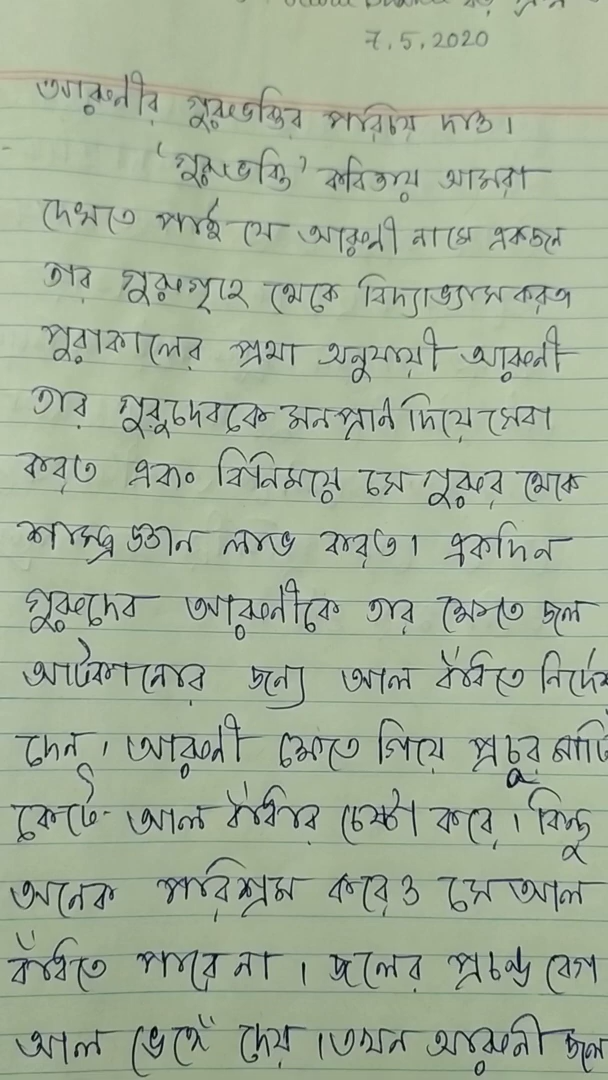 7.5.2020
আরুনীর গুরুভক্তির পরিচয় দাও।
'গুরুভক্তি' কবিতায় আমরা
দেখতে পাই যে আরুনী নামে একজন
তার গুরুগৃহে থেকে বিদ্যাভ্যাস করত
পুরাকালের প্রথা অনুযায়ী আরুনী
তার গুরুদেবকে মনপ্রান দিয়ে সেবা
করত এবং বিনিময়ে সে গুরুর থেকে
শাস্ত্র জ্ঞান লাভ করত। একদিন
গুরুদেব আরুনীকে তার ক্ষেতে জল
আটকানোর জন্যে আল বাঁধতে নির্দেশ
দেন। আরুনী ক্ষেতে গিয়ে প্রচুর মাটি
কেটে আল বাঁধার চেষ্টা করে। কিন্তু
অনেক পরিশ্রম করেও সে আল
বাঁধতে পারে না। জলের প্রচন্ড বেগ
আল ভেঙ্গে দেয়। তখন আরুনী জলে